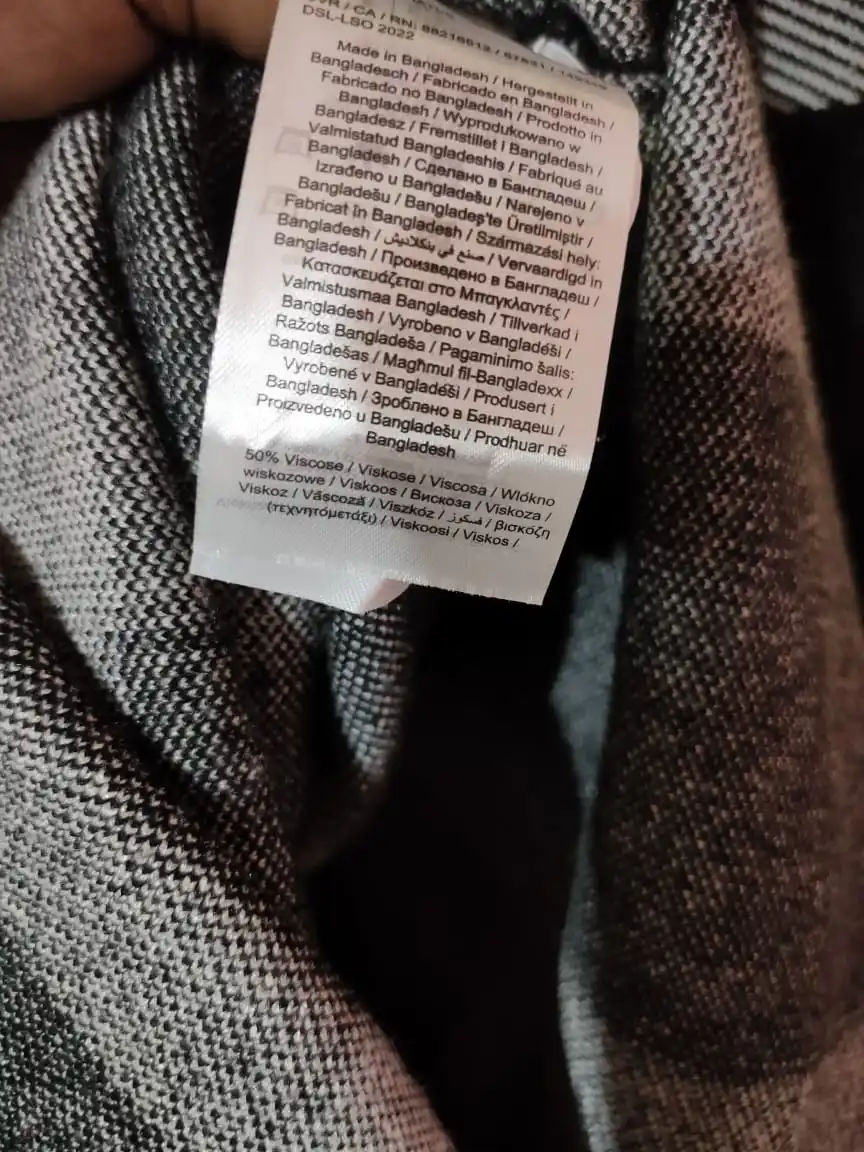 / CA / RN:
DSL-LSO 2022
Made in Bangladesh / Hergestellt in
Bangladesch / Fabricado en Bangladesh /
Fabricado no Bangladesh / Prodotto in
Bangladesh / Wyprodukowano w
Bangladesz / Fremstillet i Bangladesh /
Valmistatud Bangladeshis / Fabriqué au
Bangladesh / Сделано в Бангладеш /
Izrađeno u Bangladešu / Narejeno v
Bangladešu / Bangladeş'te Üretilmiştir /
Fabricat în Bangladesh / Származási hely:
Bangladesh / صنع في بنكلاديش / Vervaardigd in
Bangladesh / Произведено в Бангладеш /
Κατασκευάζεται στο Μπαγκλαντές /
Valmistusmaa Bangladesh / Tillverkad i
Bangladesh / Vyrobeno v Bangladéši /
Ražots Bangladeša / Pagaminimo šalis:
Bangladešas / Magħmul fil-Bangladexx /
Vyrobené v Bangladéši / Produsert i
Bangladesh / Зроблено в Бангладеш /
Proizvedeno u Bangladešu / Prodhuar në
Bangladesh
50% Viscose / Viskose / Viscosa / Włókno
wiskozowe / Viskoos / Вискоза / Viskoza /
Viskoz / Vâscoză / Viszkóz / فسكوز / βισκόζη
(τεχνητόμετάξι) / Viskoosi / Viskos /